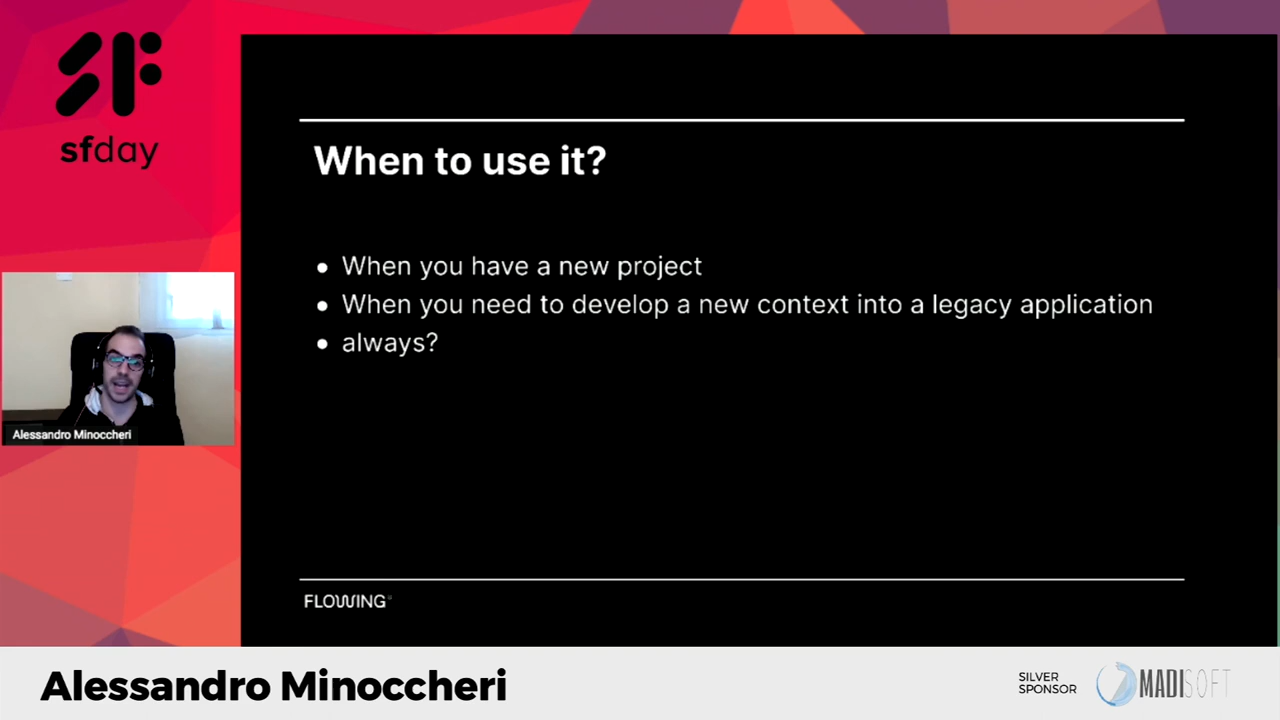 sfday
When to use it?
• When you have a new project
• When you need to develop a new context into a legacy application
• always?
Alessandro Minoccheri
FLOWING
Alessandro Minoccheri
SILVER
SPONSOR
MADISOFT